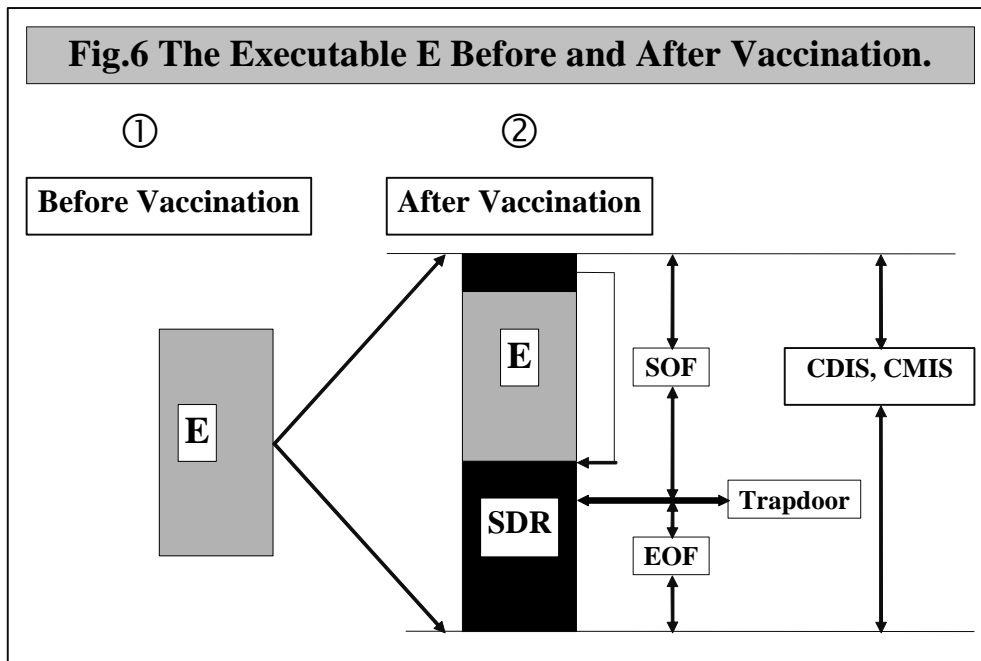 Fig.6 The Executable E Before and After Vaccination.
① ②
Before Vaccination After Vaccination
E
E
SOF
CDIS, CMIS
SDR
Trapdoor
EOF